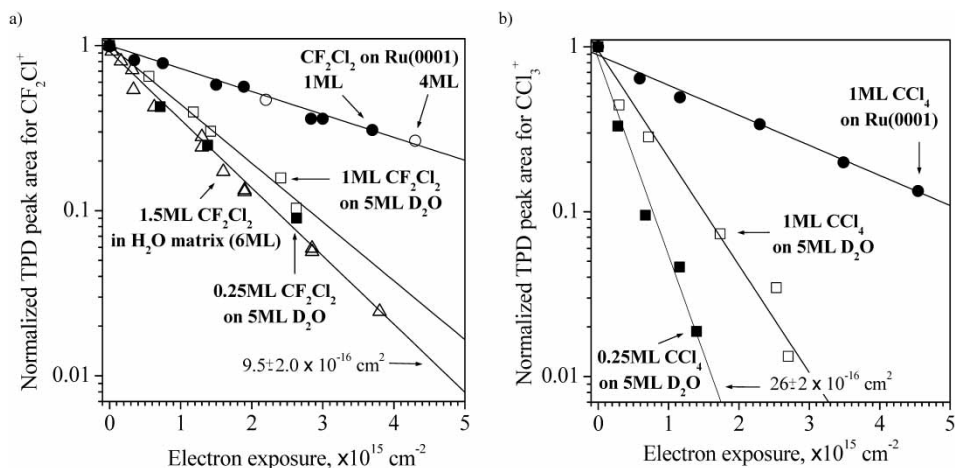 a)
Normalized TPD peak area for CF₂Cl⁺
1
0.1
0.01
CF₂Cl₂ on Ru(0001)
1ML
4ML
1ML CF₂Cl₂
on 5ML D₂O
1.5ML CF₂Cl₂
in H₂O matrix (6ML)
0.25ML CF₂Cl₂
on 5ML D₂O
9.5±2.0 x 10⁻¹⁶ cm²
0 1 2 3 4 5
Electron exposure, x10¹⁵ cm⁻²
b)
Normalized TPD peak area for CCl₃⁺
1
0.1
0.01
1ML CCl₄
on Ru(0001)
1ML CCl₄
on 5ML D₂O
0.25ML CCl₄
on 5ML D₂O
26±2 x 10⁻¹⁶ cm²
0 1 2 3 4 5
Electron exposure, x10¹⁵ cm⁻²